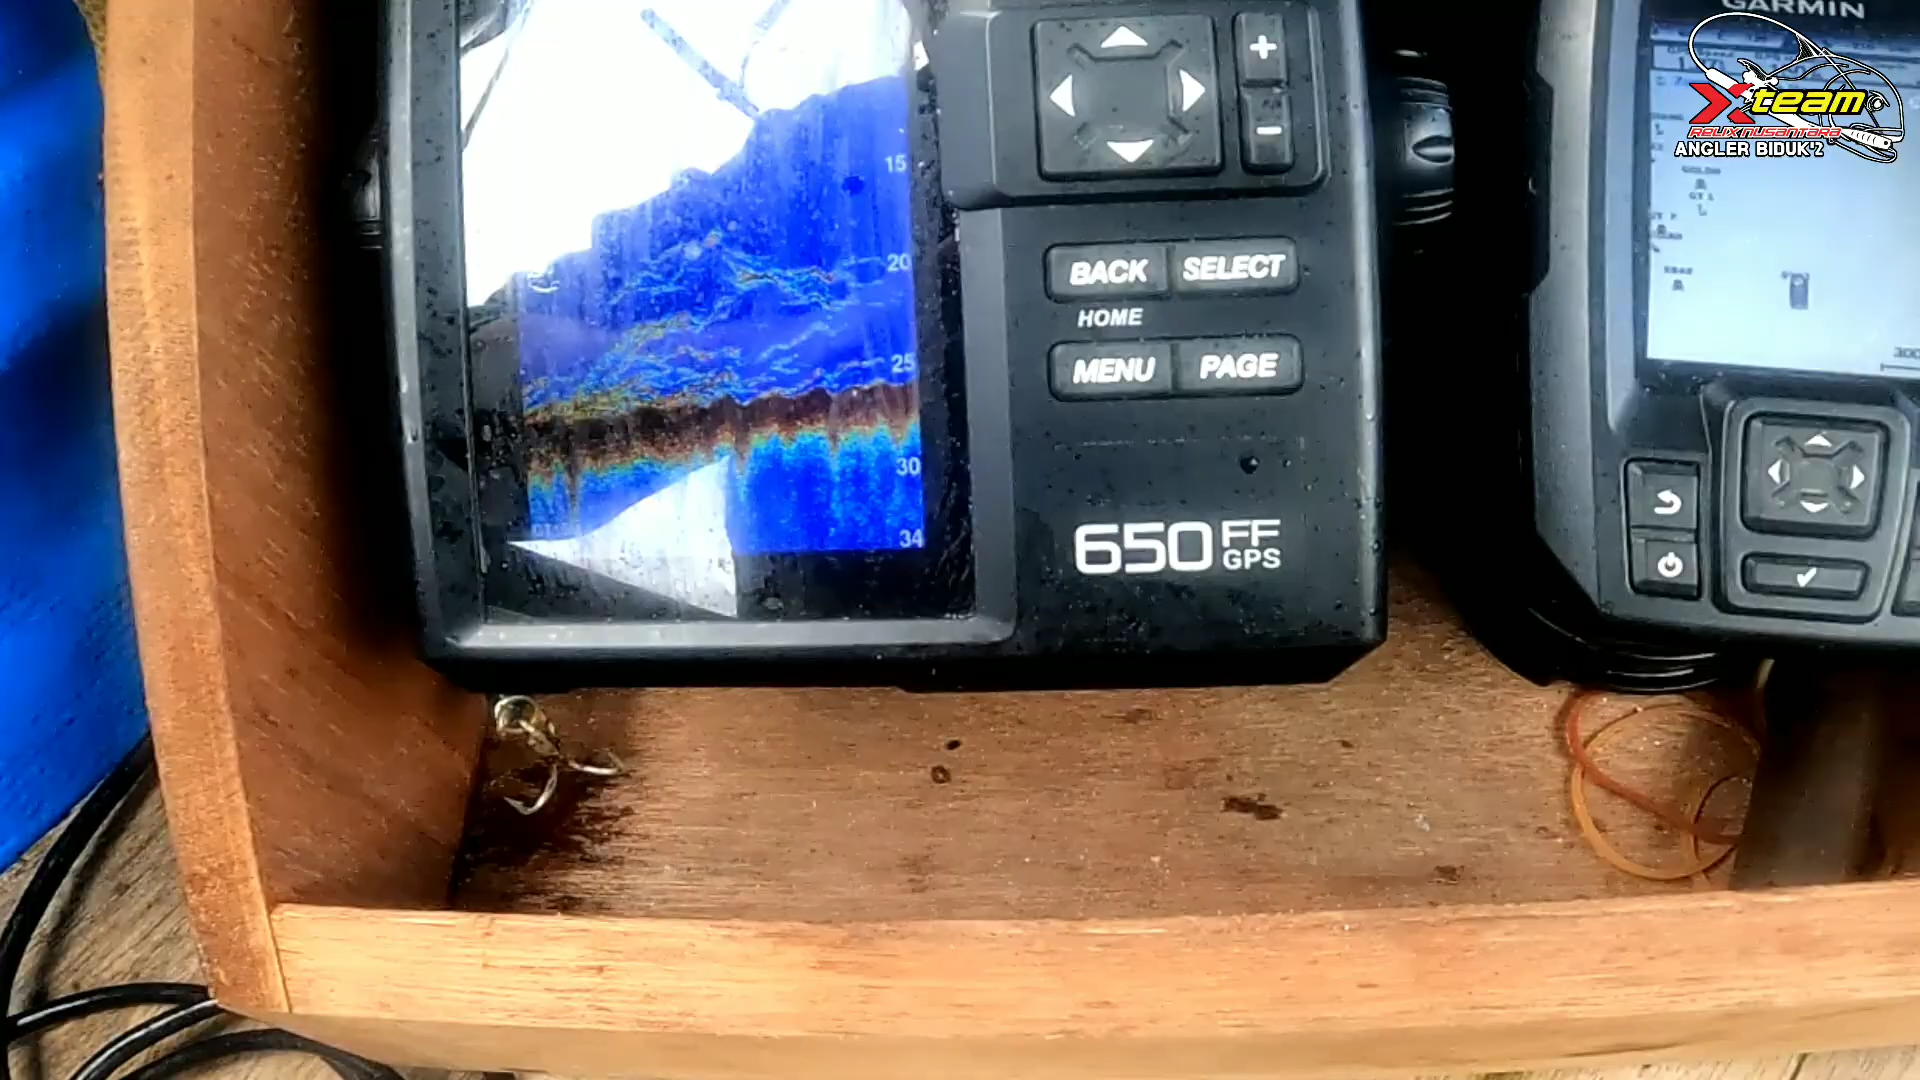 GARMIN
X team
RELIX NUSANTARA
ANGLER BIDUK'2
+
-
15
20
25
30
34
BACK SELECT
HOME
MENU PAGE
650 FF
GPS